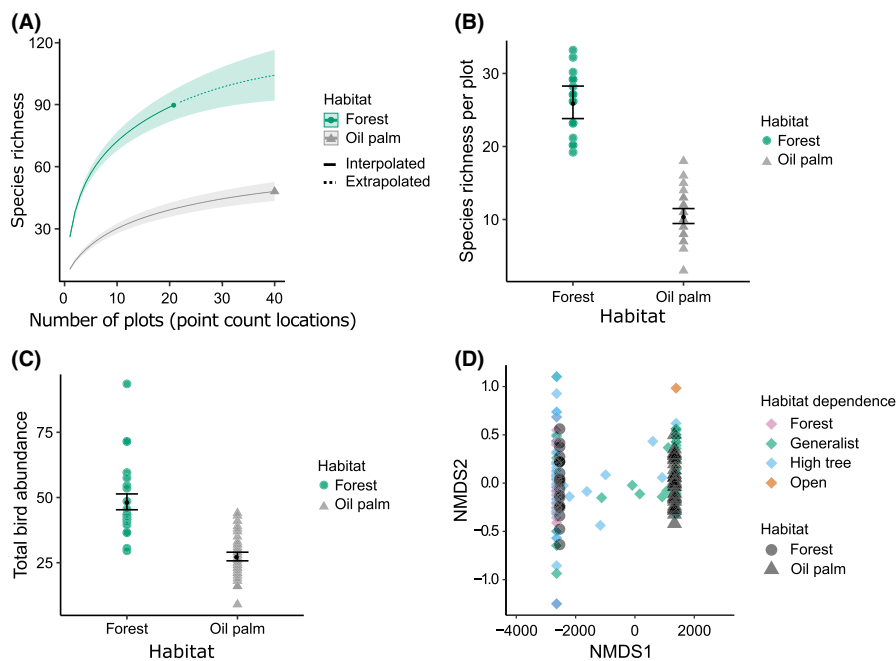 (A)
120
90
60
30
Species richness
0 10 20 30 40
Number of plots (point count locations)
Habitat
Forest
Oil palm
Interpolated
Extrapolated
(B)
30
20
10
Species richness per plot
Forest Oil palm
Habitat
Habitat
Forest
Oil palm
(C)
75
50
25
Total bird abundance
Forest Oil palm
Habitat
Habitat
Forest
Oil palm
(D)
1.0
0.5
0.0
−0.5
−1.0
NMDS2
−4000 −2000 0 2000
NMDS1
Habitat dependence
Forest
Generalist
High tree
Open
Habitat
Forest
Oil palm